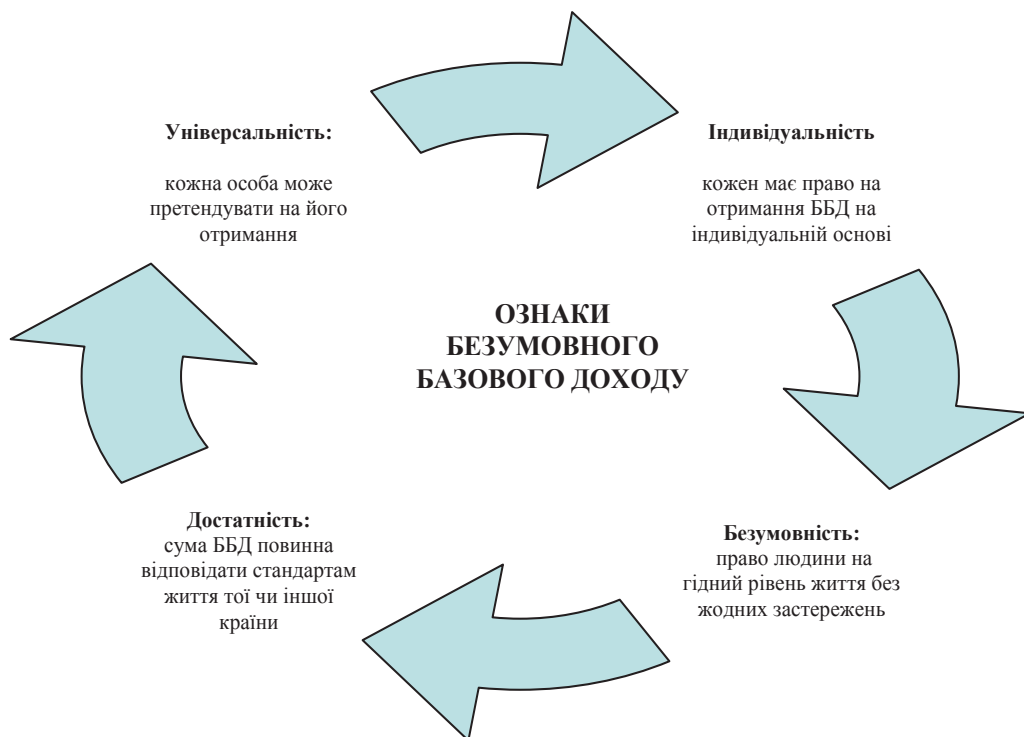 Універсальність:
кожна особа може
претендувати на його
отримання
Індивідуальність
кожен має право на
отримання ББД на
індивідуальній основі
ОЗНАКИ
БЕЗУМОВНОГО
БАЗОВОГО ДОХОДУ
Достатність:
сума ББД повинна
відповідати стандартам
життя тої чи іншої
країни
Безумовність:
право людини на
гідний рівень життя без
жодних застережень